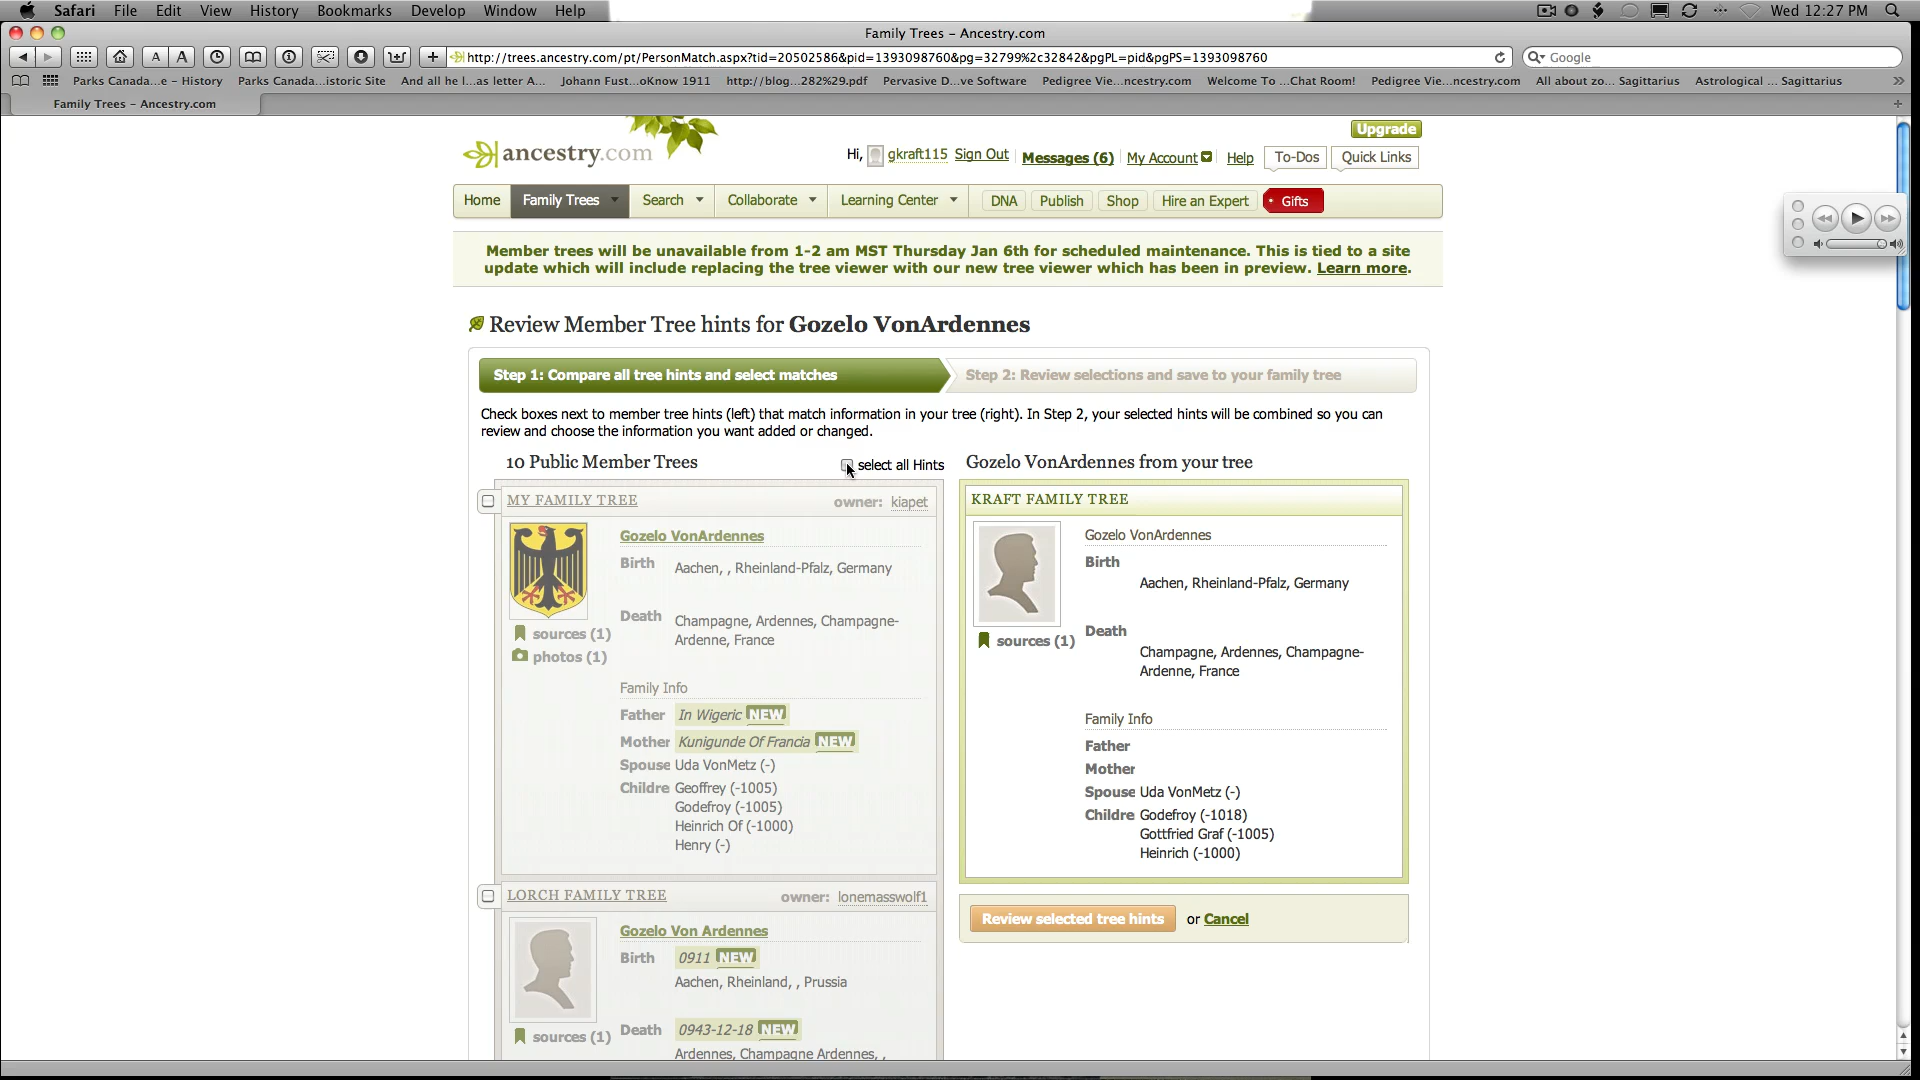 Safari File Edit View History Bookmarks Develop Window Help Wed 12:27 PM
Family Trees – Ancestry.com
http://trees.ancestry.com/pt/PersonMatch.aspx?tid=20502586&pid=1393098760&pg=32799%2c32842&pgPL=pid&pgPS=1393098760 Google
Parks Canada...e – History Parks Canada...istoric Site And all he l...as letter A... Johann Fust...oKnow 1911 http://blog...282%29.pdf Pervasive D...ve Software Pedigree Vie...ncestry.com Welcome To ...Chat Room! Pedigree Vie...ncestry.com All about zo... Sagittarius Astrological ... Sagittarius
Family Trees – Ancestry.com
Upgrade
ancestry.com
Hi, gkraft115 Sign Out Messages (6) My Account Help To-Dos Quick Links
Home Family Trees Search Collaborate Learning Center DNA Publish Shop Hire an Expert Gifts
Member trees will be unavailable from 1-2 am MST Thursday Jan 6th for scheduled maintenance. This is tied to a site
update which will include replacing the tree viewer with our new tree viewer which has been in preview. Learn more.
Review Member Tree hints for Gozelo VonArdennes
Step 1: Compare all tree hints and select matches
Step 2: Review selections and save to your family tree
Check boxes next to member tree hints (left) that match information in your tree (right). In Step 2, your selected hints will be combined so you can
review and choose the information you want added or changed.
10 Public Member Trees
select all Hints
MY FAMILY TREE owner: kiapet
Gozelo VonArdennes
Birth
Aachen, , Rheinland-Pfalz, Germany
Death
Champagne, Ardennes, Champagne-
Ardenne, France
sources (1)
photos (1)
Family Info
Father In Wigeric NEW
Mother Kunigunde Of Francia NEW
Spouse Uda VonMetz (-)
Childre Geoffrey (-1005)
Godefroy (-1005)
Heinrich Of (-1000)
Henry (-)
LORCH FAMILY TREE owner: lonemasswolf1
Gozelo Von Ardennes
Birth 0911 NEW
Aachen, Rheinland, , Prussia
sources (1)
Death 0943-12-18 NEW
Ardennes, Champagne Ardennes, ,
Gozelo VonArdennes from your tree
KRAFT FAMILY TREE
Gozelo VonArdennes
Birth
Aachen, Rheinland-Pfalz, Germany
sources (1)
Death
Champagne, Ardennes, Champagne-
Ardenne, France
Family Info
Father
Mother
Spouse Uda VonMetz (-)
Childre Godefroy (-1018)
Gottfried Graf (-1005)
Heinrich (-1000)
Review selected tree hints or Cancel